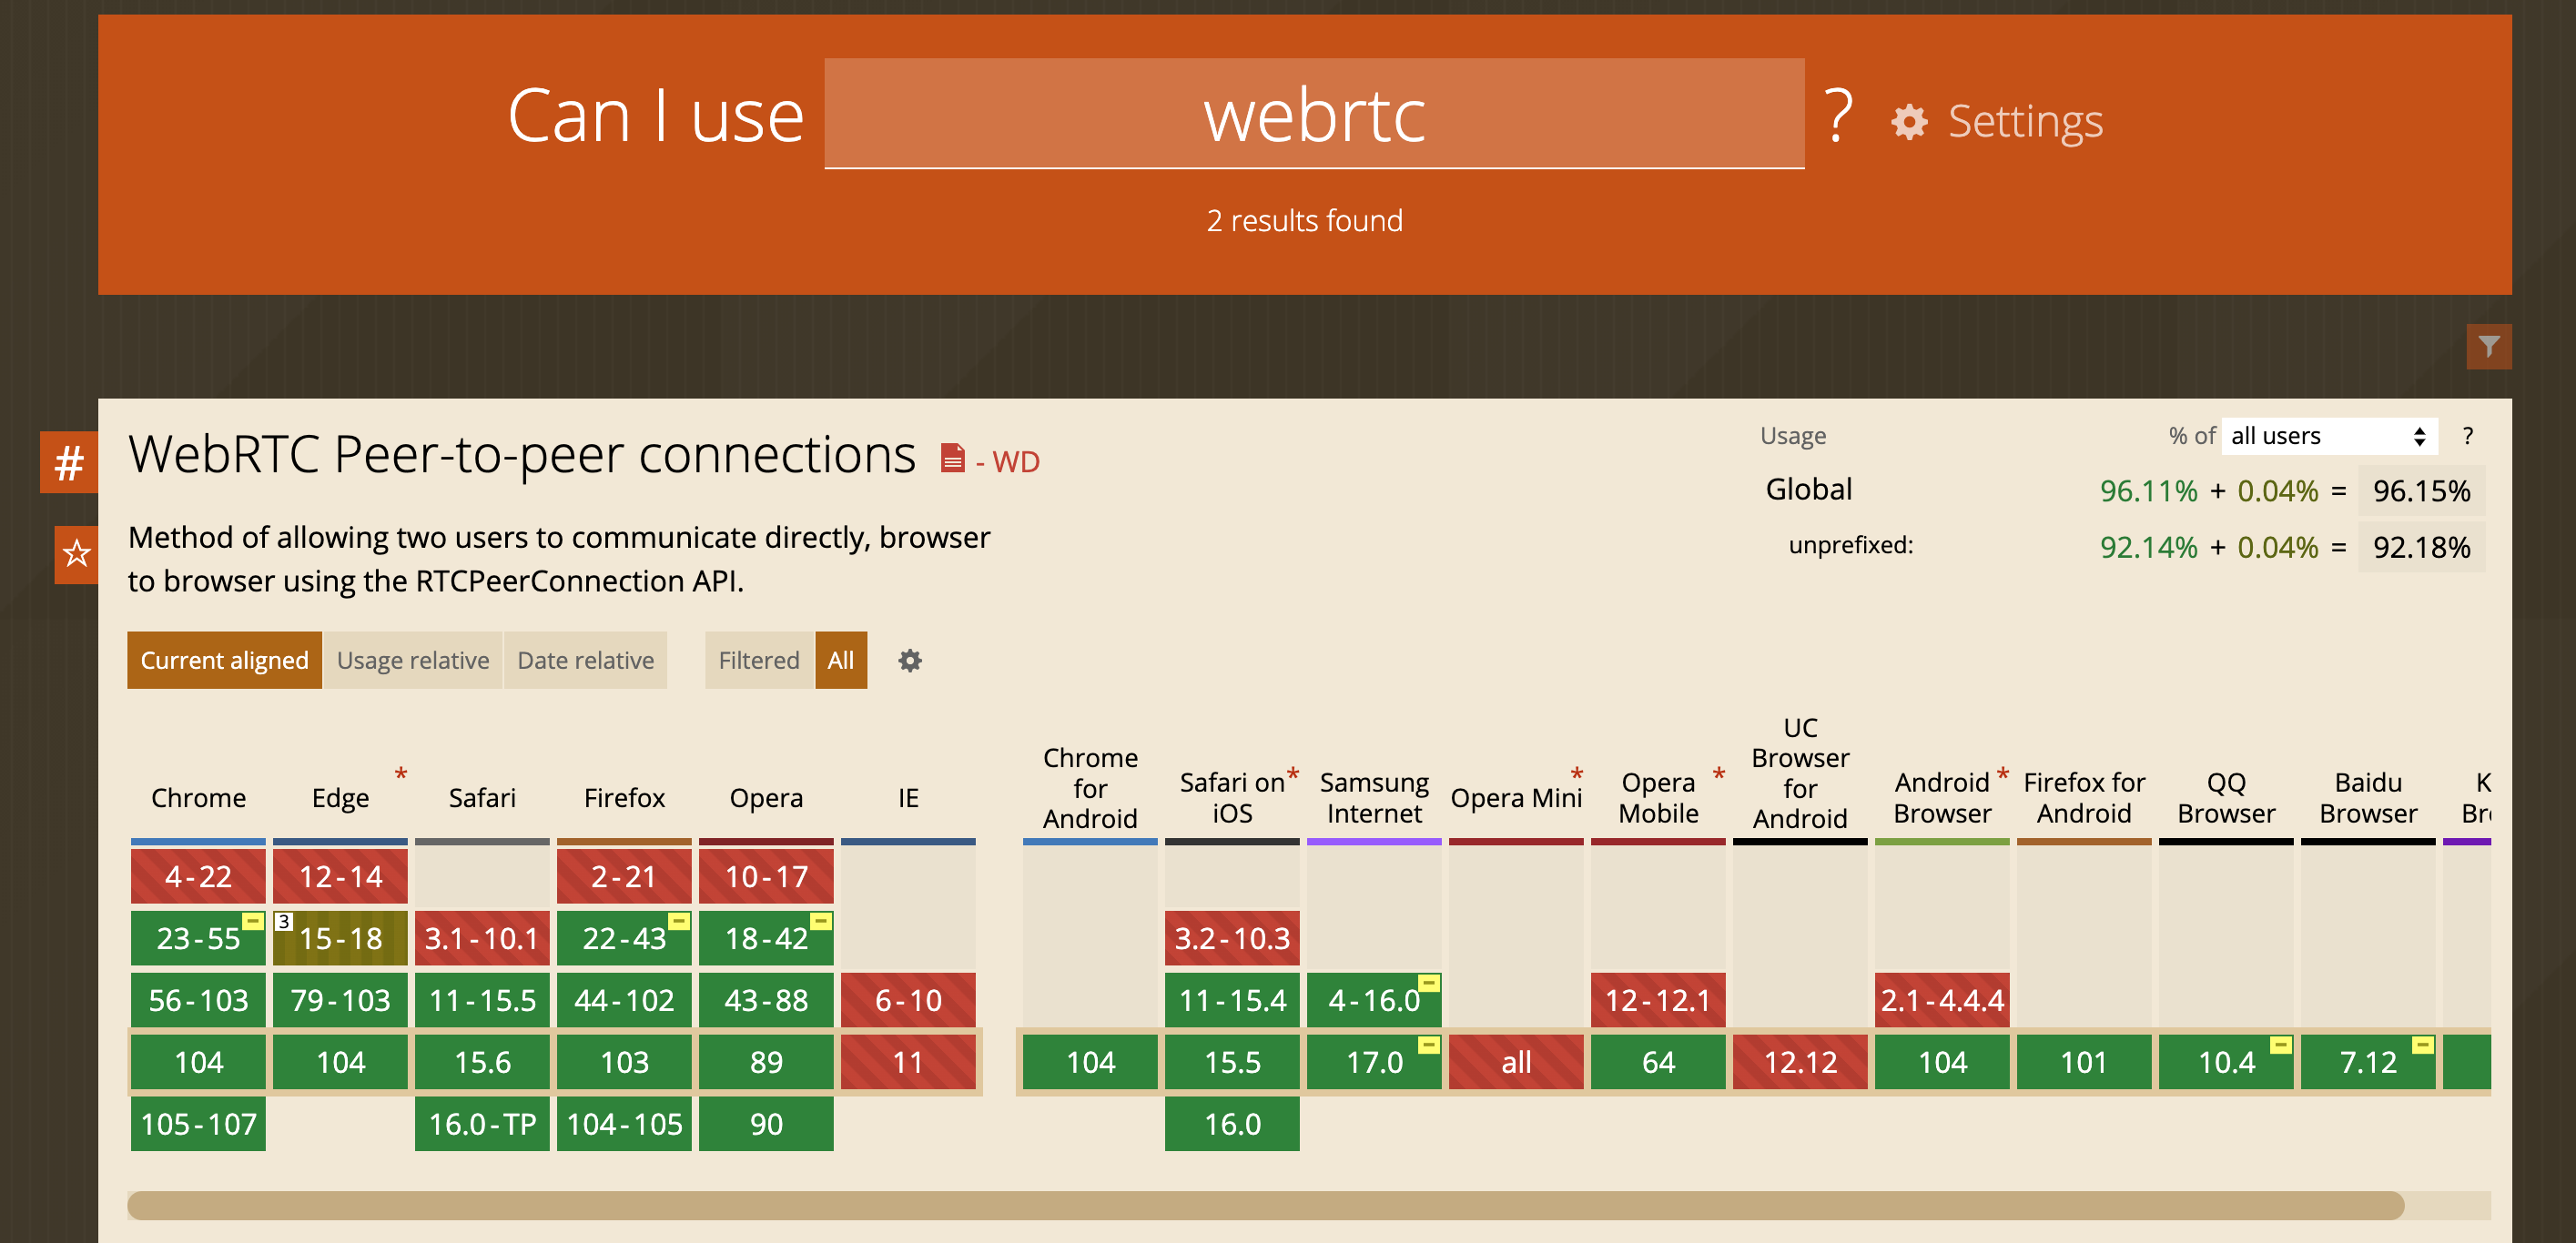 Can I use webrtc ? Settings
2 results found
# WebRTC Peer-to-peer connections - WD
Method of allowing two users to communicate directly, browser
to browser using the RTCPeerConnection API.
Usage % of all users ?
Global 96.11% + 0.04% = 96.15%
unprefixed: 92.14% + 0.04% = 92.18%
Current aligned Usage relative Date relative Filtered All
Chrome Edge * Safari Firefox Opera IE
Chrome for Android Safari on iOS * Samsung Internet Opera Mini * Opera Mobile * UC Browser for Android Android Browser * Firefox for Android QQ Browser Baidu Browser
4-22 12-14 2-21 10-17
23-55 - 3 15-18 3.1-10.1 22-43 - 18-42 - 3.2-10.3
56-103 79-103 11-15.5 44-102 43-88 6-10 11-15.4 4-16.0 - 12-12.1 2.1-4.4.4
104 104 15.6 103 89 11 104 15.5 17.0 - all 64 12.12 104 101 10.4 - 7.12 -
105-107 16.0-TP 104-105 90 16.0